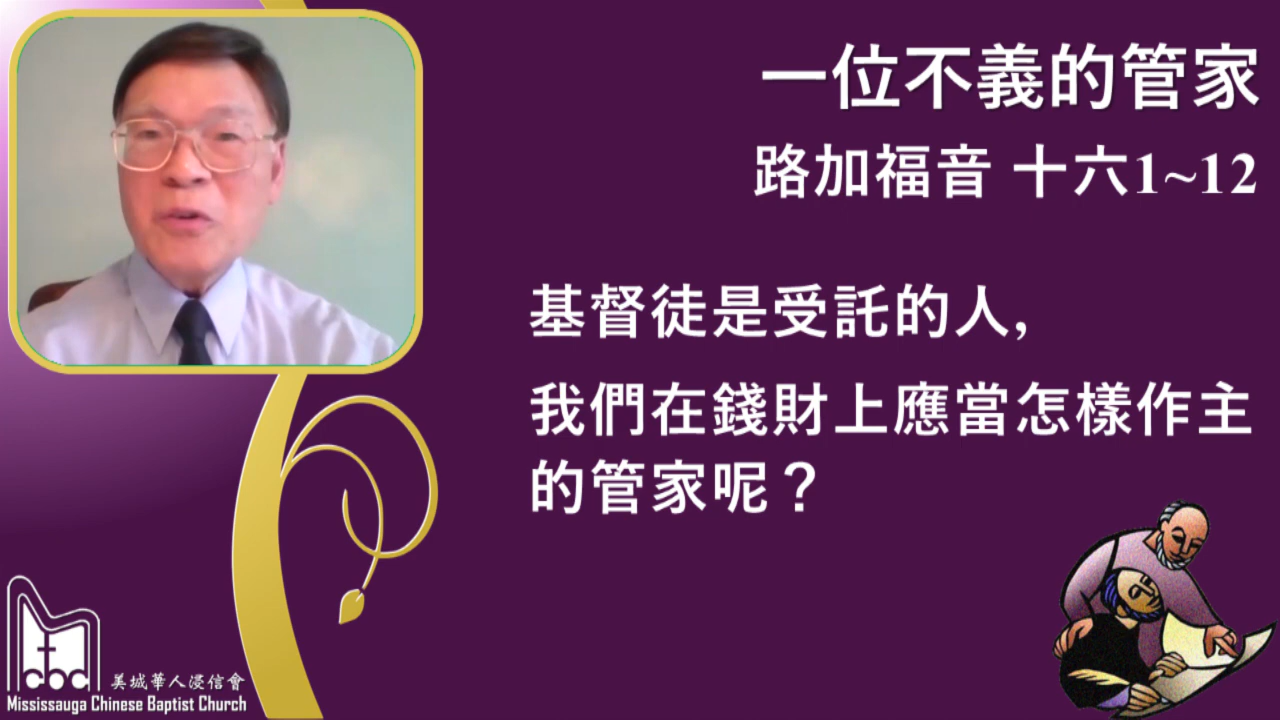 一位不義的管家
路加福音 十六1~12
基督徒是受託的人,
我們在錢財上應當怎樣作主
的管家呢？
mcbc
美城華人浸信會
Mississauga Chinese Baptist Church